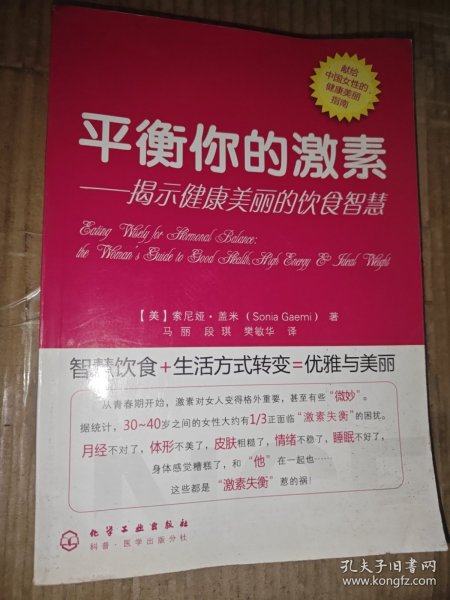 献给
中国女性的
健康美丽
指南
平衡你的激素
——揭示健康美丽的饮食智慧
Eating Wisely for Hormonal Balance:
the Woman's Guide to Good Health, High Energy & Ideal Weight
【美】索尼娅·盖米（Sonia Gaemi）著
马丽 段琪 樊敏华 译
智慧饮食+生活方式转变=优雅与美丽
从青春期开始，激素对女人变得格外重要，甚至有些“微妙”。
据统计，30~40岁之间的女性大约有1/3正面临“激素失衡”的困扰。
月经不对了，体形不美了，皮肤粗糙了，情绪不稳了，睡眠不好了，
身体感觉糟糕了，和“他”在一起也……
这些都是“激素失衡”惹的祸！
化学工业出版社
科普·医学出版分社
孔夫子旧书网
www.kongfz.com